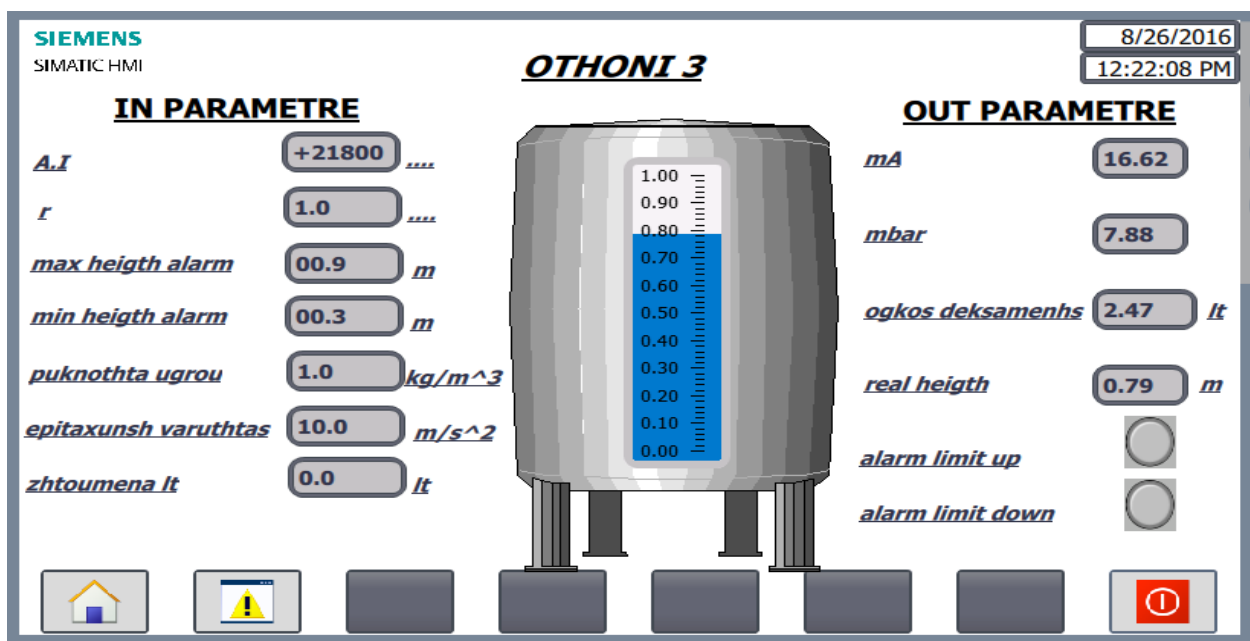 SIEMENS
SIMATIC HMI
OTHONI 3
8/26/2016
12:22:08 PM
IN PARAMETRE
A.I +21800 ....
r 1.0 ....
max heigth alarm 00.9 m
min heigth alarm 00.3 m
puknothta ugrou 1.0 kg/m^3
epitaxunsh varuthtas 10.0 m/s^2
zhtoumena lt 0.0 lt
1.00
0.90
0.80
0.70
0.60
0.50
0.40
0.30
0.20
0.10
0.00
OUT PARAMETRE
mA 16.62
mbar 7.88
ogkos deksamenhs 2.47 lt
real heigth 0.79 m
alarm limit up
alarm limit down